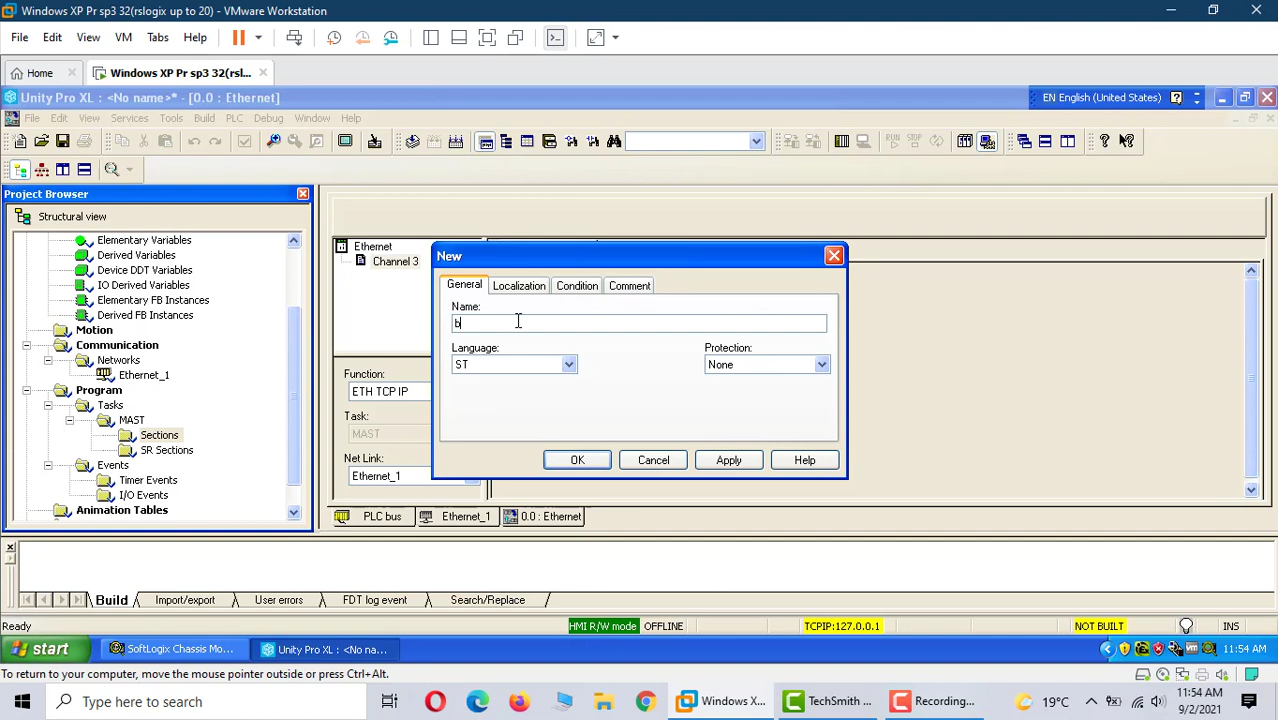 Windows XP Pr sp3 32(rslogix up to 20) - VMware Workstation
File Edit View VM Tabs Help
Home Windows XP Pr sp3 32(rsl...
Unity Pro XL : <No name>* - [0.0 : Ethernet] EN English (United States)
File Edit View Services Tools Build PLC Debug Window Help
Project Browser
Structural view
Elementary Variables
Derived Variables
Device DDT Variables
IO Derived Variables
Elementary FB Instances
Derived FB Instances
Motion
Communication
Networks
Ethernet_1
Program
Tasks
MAST
Sections
SR Sections
Events
Timer Events
I/O Events
Animation Tables
Ethernet
Channel 3
Function:
ETH TCP IP
Task:
MAST
Net Link:
Ethernet_1
New
General Localization Condition Comment
Name:
b
Language: Protection:
ST None
OK Cancel Apply Help
PLC bus Ethernet_1 0.0 : Ethernet
Build Import/export User errors FDT log event Search/Replace
Ready HMI R/W mode OFFLINE TCPIP:127.0.0.1 NOT BUILT INS
start SoftLogix Chassis Mo... Unity Pro XL : <No na... 11:54 AM
To return to your computer, move the mouse pointer outside or press Ctrl+Alt.
Type here to search Windows X... TechSmith ... Recording... 19°C 11:54 AM
9/2/2021